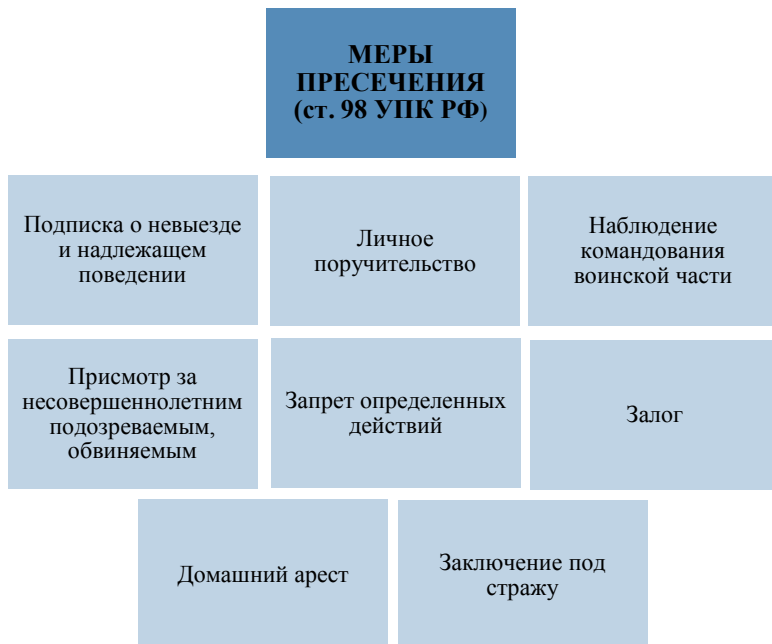 МЕРЫ
ПРЕСЕЧЕНИЯ
(ст. 98 УПК РФ)
Подписка о невыезде
и надлежащем
поведении
Личное
поручительство
Наблюдение
командования
воинской части
Присмотр за
несовершеннолетним
подозреваемым,
обвиняемым
Запрет определенных
действий
Залог
Домашний арест
Заключение под
стражу